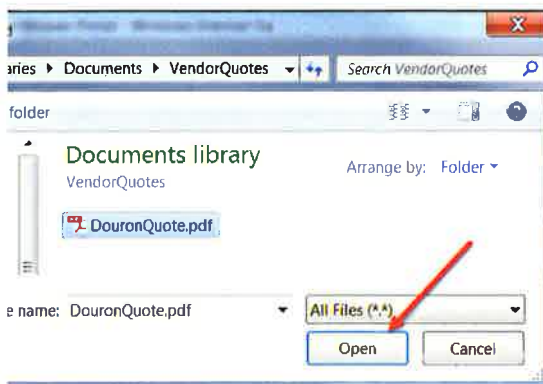 aries ▸ Documents ▸ VendorQuotes Search VendorQuotes
folder
Documents library
VendorQuotes
Arrange by: Folder
DouronQuote.pdf
e name: DouronQuote.pdf All Files (*.*)
Open Cancel